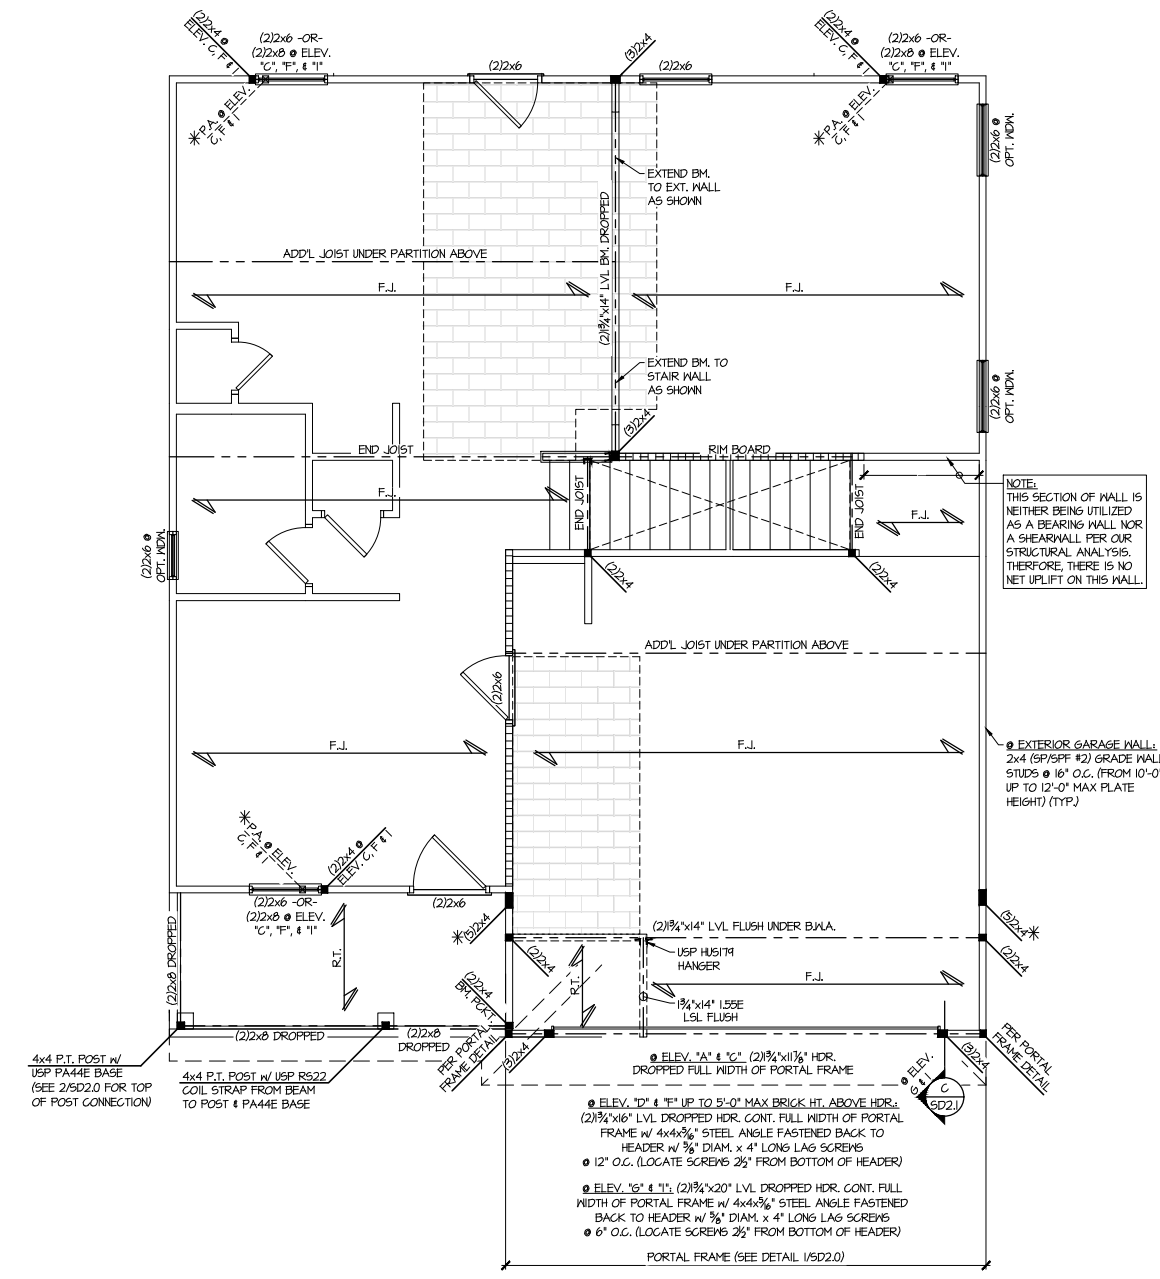 (2)2x4 @
ELEV. C, F & I
(2)2x6 -OR-
(2)2x8 @ ELEV.
"C", "F", & "I"
(2)2x6
(3)2x4
(2)2x6
(2)2x4 @
ELEV. C, F & I
(2)2x6 -OR-
(2)2x8 @ ELEV.
"C", "F", & "I"
*P.A. @ ELEV.
C, F & I
*P.A. @ ELEV.
C, F & I
(2)2x6 @
OPT. WDW.
EXTEND BM.
TO EXT. WALL
AS SHOWN
(2)1¾"x14" LVL BM. DROPPED
ADD'L JOIST UNDER PARTITION ABOVE
F.J.
F.J.
EXTEND BM. TO
STAIR WALL
AS SHOWN
(2)2x6 @
OPT. WDW.
(3)2x4
END JOIST
RIM BOARD
F.J.
END JOIST
END JOIST
F.J.
NOTE:
THIS SECTION OF WALL IS
NEITHER BEING UTILIZED
AS A BEARING WALL NOR
A SHEARWALL PER OUR
STRUCTURAL ANALYSIS.
THERFORE, THERE IS NO
NET UPLIFT ON THIS WALL.
(2)2x6 @
OPT. WDW.
(2)2x4
(2)2x4
ADD'L JOIST UNDER PARTITION ABOVE
(2)2x6
F.J.
F.J.
@ EXTERIOR GARAGE WALL:
2x4 (SP/SPF #2) GRADE WALL
STUDS @ 16" O.C. (FROM 10'-0"
UP TO 12'-0" MAX PLATE
HEIGHT) (TYP.)
*P.A. @ ELEV.
C, F & I
(2)2x4 @
ELEV. C, F & I
(2)2x6 -OR-
(2)2x8 @ ELEV.
"C", "F", & "I"
(2)2x6
*(5)2x4
(2)2x4
(2)1¾"x14" LVL FLUSH UNDER B.W.A.
(5)2x4*
(2)2x4
(2)2x8 DROPPED
R.T.
USP HUS179
HANGER
R.T.
F.J.
(2)2x4
BM. PCKT.
1¾"x14" 1.55E
LSL FLUSH
(2)2x8 DROPPED
(2)2x8
DROPPED
PER PORTAL
FRAME DETAIL
(3)2x4
(3)2x4
PER PORTAL
FRAME DETAIL
4x4 P.T. POST W/
USP PA44E BASE
(SEE 2/SD2.0 FOR TOP
OF POST CONNECTION)
4x4 P.T. POST W/ USP RS22
COIL STRAP FROM BEAM
TO POST & PA44E BASE
@ ELEV. "A" & "C" (2)1¾"x11⅞" HDR.
DROPPED FULL WIDTH OF PORTAL FRAME
@ ELEV.
G & I
C
SD2.1
@ ELEV. "D" & "F" UP TO 5'-0" MAX BRICK HT. ABOVE HDR.:
(2)1¾"x16" LVL DROPPED HDR. CONT. FULL WIDTH OF PORTAL
FRAME W/ 4x4x5/16" STEEL ANGLE FASTENED BACK TO
HEADER W/ ⅝" DIAM. x 4" LONG LAG SCREWS
@ 12" O.C. (LOCATE SCREWS 2½" FROM BOTTOM OF HEADER)
@ ELEV. "G" & "I": (2)1¾"x20" LVL DROPPED HDR. CONT. FULL
WIDTH OF PORTAL FRAME W/ 4x4x5/16" STEEL ANGLE FASTENED
BACK TO HEADER W/ ⅝" DIAM. x 4" LONG LAG SCREWS
@ 6" O.C. (LOCATE SCREWS 2½" FROM BOTTOM OF HEADER)
PORTAL FRAME (SEE DETAIL 1/SD2.0)